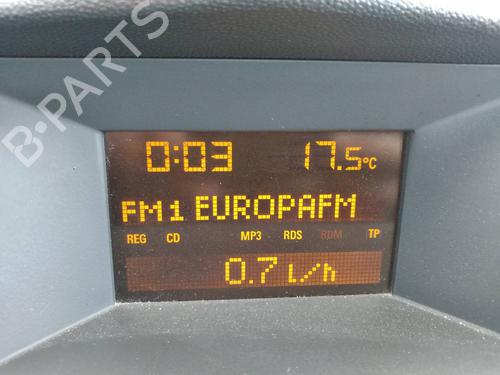 B-PARTS
0:03 17.5°C
FM1 EUROPAFM
REG CD MP3 RDS RDM TP
0.7 L/h